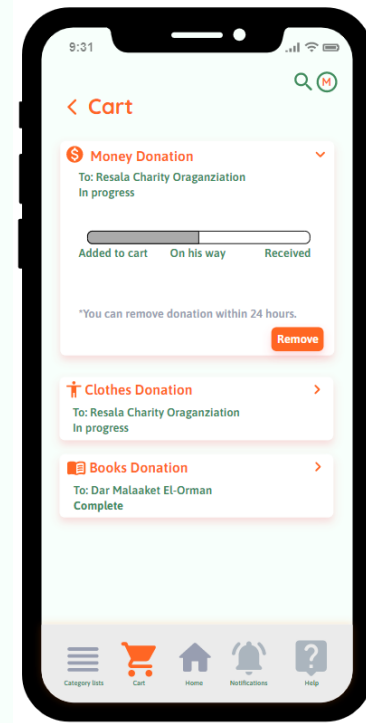 9:31
M
Cart
Money Donation
To: Resala Charity Oraganziation
In progress
Added to cart On his way Received
*You can remove donation within 24 hours.
Remove
Clothes Donation
To: Resala Charity Oraganziation
In progress
Books Donation
To: Dar Malaaket El-Orman
Complete
Category lists Cart Home Notifications Help